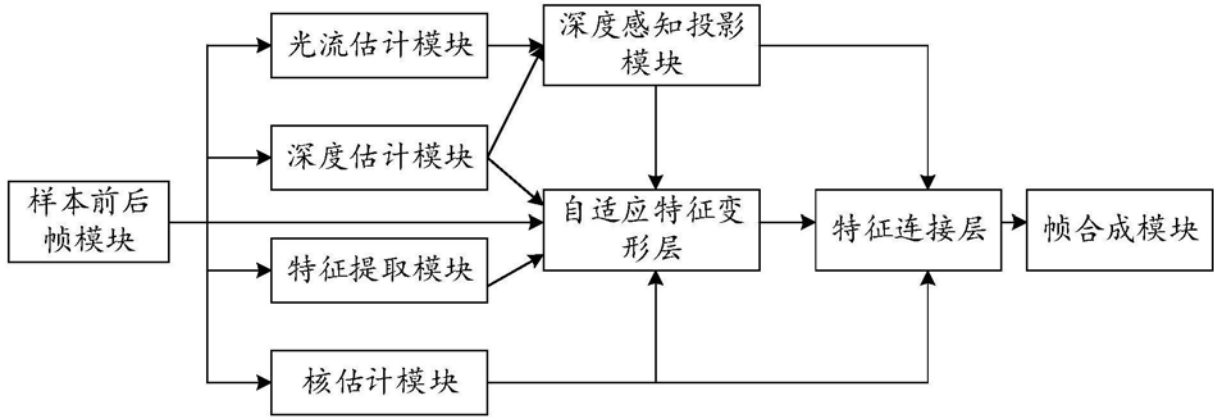 光流估计模块
深度感知投影
模块
深度估计模块
样本前后
帧模块
自适应特征变
形层
特征连接层
帧合成模块
特征提取模块
核估计模块